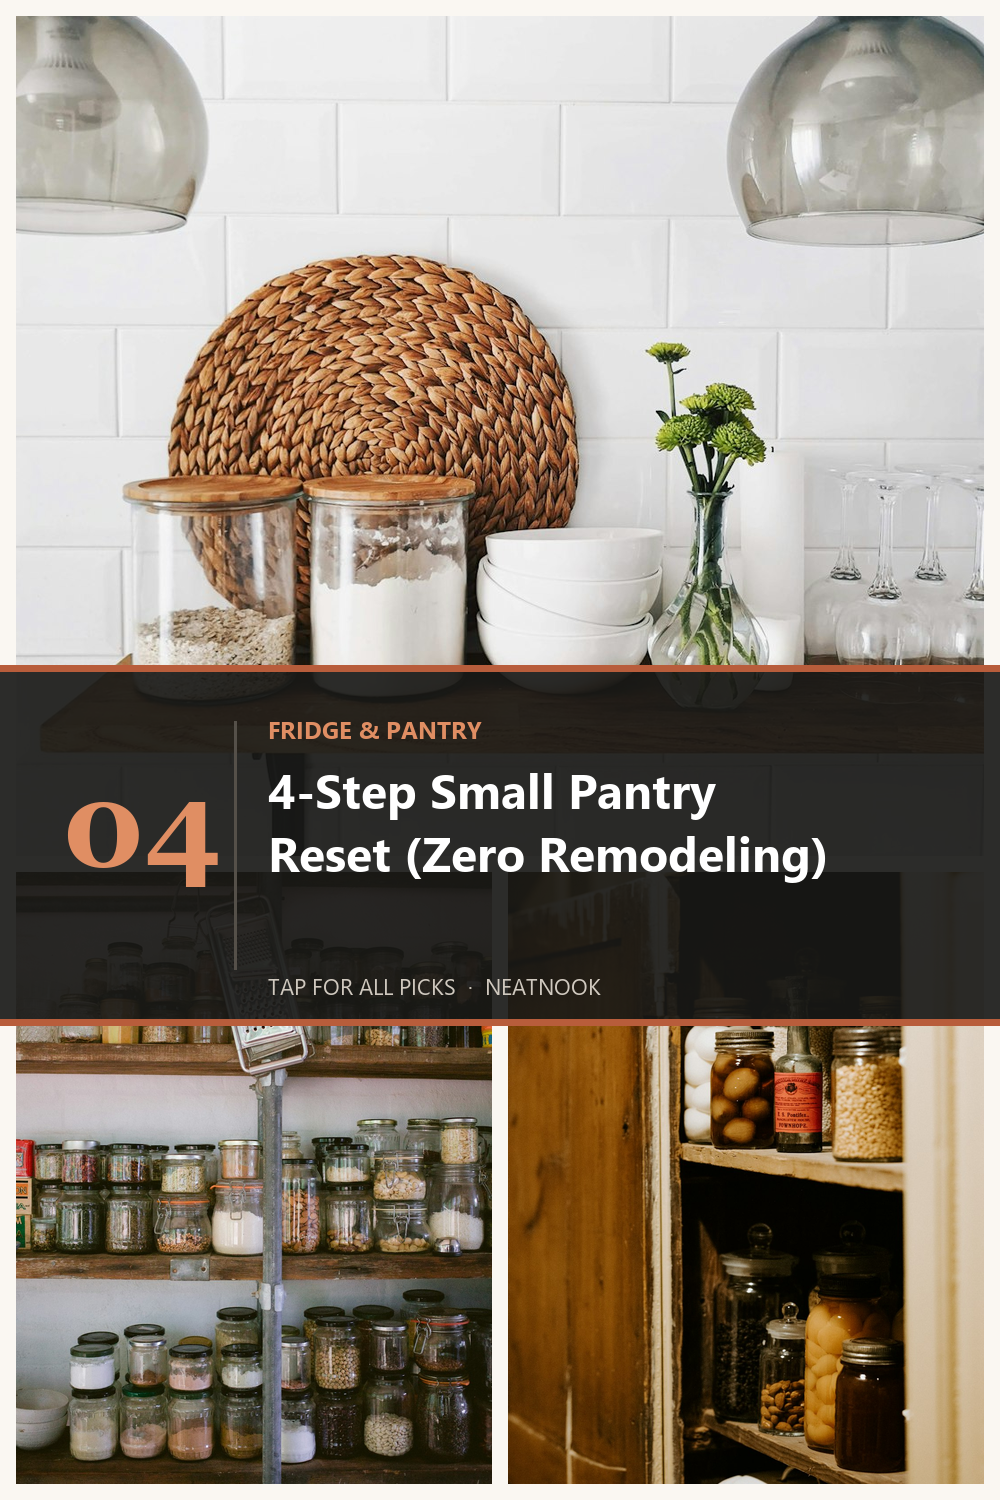 FRIDGE & PANTRY
04
4-Step Small Pantry
Reset (Zero Remodeling)
TAP FOR ALL PICKS · NEATNOOK